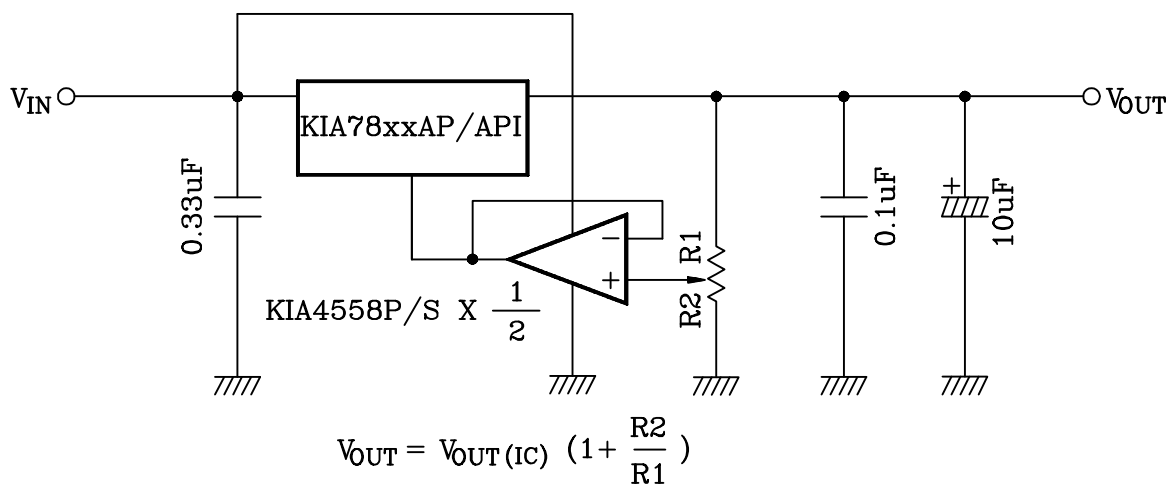 VIN
KIA78xxAP/API
VOUT
0.33uF
0.1uF
+
10uF
−
+
R1
R2
KIA4558P/S X 1/2
VOUT = VOUT(IC) (1+ R2/R1)